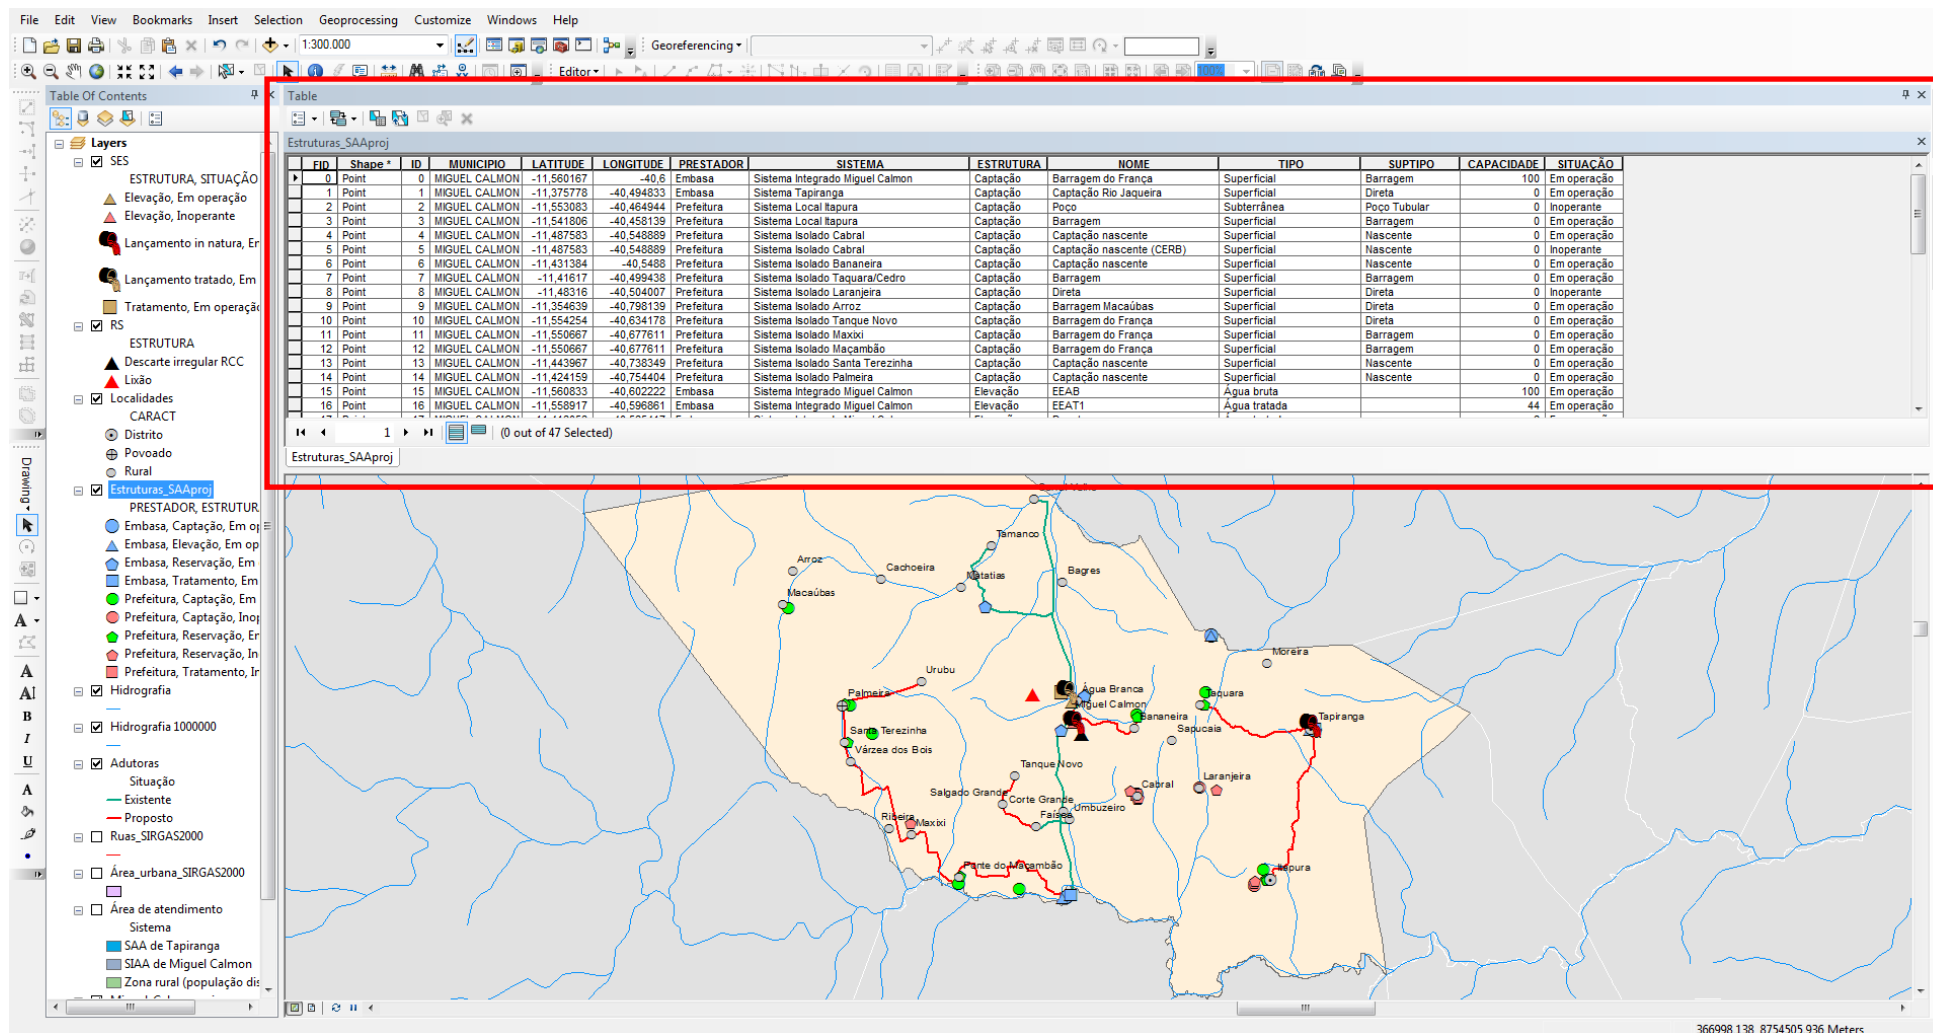 File Edit View Bookmarks Insert Selection Geoprocessing Customize Windows Help
1:300.000 Georeferencing
Editor 100%
Table Of Contents
Layers
SES
ESTRUTURA, SITUAÇÃO
Elevação, Em operação
Elevação, Inoperante
Lançamento in natura, Er
Lançamento tratado, Em
Tratamento, Em operaçã
RS
ESTRUTURA
Descarte irregular RCC
Lixão
Localidades
CARACT
Distrito
Povoado
Rural
Estruturas_SAAproj
PRESTADOR, ESTRUTUR
Embasa, Captação, Em op
Embasa, Elevação, Em op
Embasa, Reservação, Em
Embasa, Tratamento, Em
Prefeitura, Captação, Em
Prefeitura, Captação, Inop
Prefeitura, Reservação, Er
Prefeitura, Reservação, In
Prefeitura, Tratamento, Ir
Hidrografia
Hidrografia 1000000
Adutoras
Situação
Existente
Proposto
Ruas_SIRGAS2000
Área_urbana_SIRGAS2000
Área de atendimento
Sistema
SAA de Tapiranga
SIAA de Miguel Calmon
Zona rural (população dis
Drawing
Table
Estruturas_SAAproj
FID Shape * ID MUNICIPIO LATITUDE LONGITUDE PRESTADOR SISTEMA ESTRUTURA NOME TIPO SUPTIPO CAPACIDADE SITUAÇÃO
0 Point 0 MIGUEL CALMON -11,560167 -40,6 Embasa Sistema Integrado Miguel Calmon Captação Barragem do França Superficial Barragem 100 Em operação
1 Point 1 MIGUEL CALMON -11,375778 -40,494833 Embasa Sistema Tapiranga Captação Captação Rio Jaqueira Superficial Direta 0 Em operação
2 Point 2 MIGUEL CALMON -11,553083 -40,464944 Prefeitura Sistema Local Itapura Captação Poço Subterrânea Poço Tubular 0 Inoperante
3 Point 3 MIGUEL CALMON -11,541806 -40,458139 Prefeitura Sistema Local Itapura Captação Barragem Superficial Barragem 0 Em operação
4 Point 4 MIGUEL CALMON -11,487583 -40,548889 Prefeitura Sistema Isolado Cabral Captação Captação nascente Superficial Nascente 0 Em operação
5 Point 5 MIGUEL CALMON -11,487583 -40,548889 Prefeitura Sistema Isolado Cabral Captação Captação nascente (CERB) Superficial Nascente 0 Inoperante
6 Point 6 MIGUEL CALMON -11,431384 -40,5488 Prefeitura Sistema Isolado Bananeira Captação Captação nascente Superficial Nascente 0 Em operação
7 Point 7 MIGUEL CALMON -11,41617 -40,499438 Prefeitura Sistema Isolado Taquara/Cedro Captação Barragem Superficial Barragem 0 Em operação
8 Point 8 MIGUEL CALMON -11,48316 -40,504007 Prefeitura Sistema Isolado Laranjeira Captação Direta Superficial Direta 0 Inoperante
9 Point 9 MIGUEL CALMON -11,354639 -40,798139 Prefeitura Sistema Isolado Arroz Captação Barragem Macaúbas Superficial Direta 0 Em operação
10 Point 10 MIGUEL CALMON -11,554254 -40,634178 Prefeitura Sistema Isolado Tanque Novo Captação Barragem do França Superficial Direta 0 Em operação
11 Point 11 MIGUEL CALMON -11,550667 -40,677611 Prefeitura Sistema Isolado Maxixi Captação Barragem do França Superficial Barragem 0 Em operação
12 Point 12 MIGUEL CALMON -11,550667 -40,677611 Prefeitura Sistema Isolado Maçambão Captação Barragem do França Superficial Barragem 0 Em operação
13 Point 13 MIGUEL CALMON -11,443967 -40,738349 Prefeitura Sistema Isolado Santa Terezinha Captação Captação nascente Superficial Nascente 0 Em operação
14 Point 14 MIGUEL CALMON -11,424159 -40,754404 Prefeitura Sistema Isolado Palmeira Captação Captação nascente Superficial Nascente 0 Em operação
15 Point 15 MIGUEL CALMON -11,560833 -40,602222 Embasa Sistema Integrado Miguel Calmon Elevação EEAB Água bruta 100 Em operação
16 Point 16 MIGUEL CALMON -11,558917 -40,596861 Embasa Sistema Integrado Miguel Calmon Elevação EEAT1 Água tratada 44 Em operação
1 (0 out of 47 Selected)
Estruturas_SAAproj
Tamanco
Arroz
Cachoeira
Matatias
Bagres
Macaúbas
Moreira
Urubu
Palmeira
Água Branca
Taquara
Miguel Calmon
Bananeira
Tapiranga
Santa Terezinha
Sapucaia
Várzea dos Bois
Tanque Novo
Laranjeira
Cabral
Salgado Grande
Corte Grande
Umbuzeiro
Ribeira
Maxixi
Faísca
Ponte do Maçambão
Itapura
366998,138 8754505,936 Meters